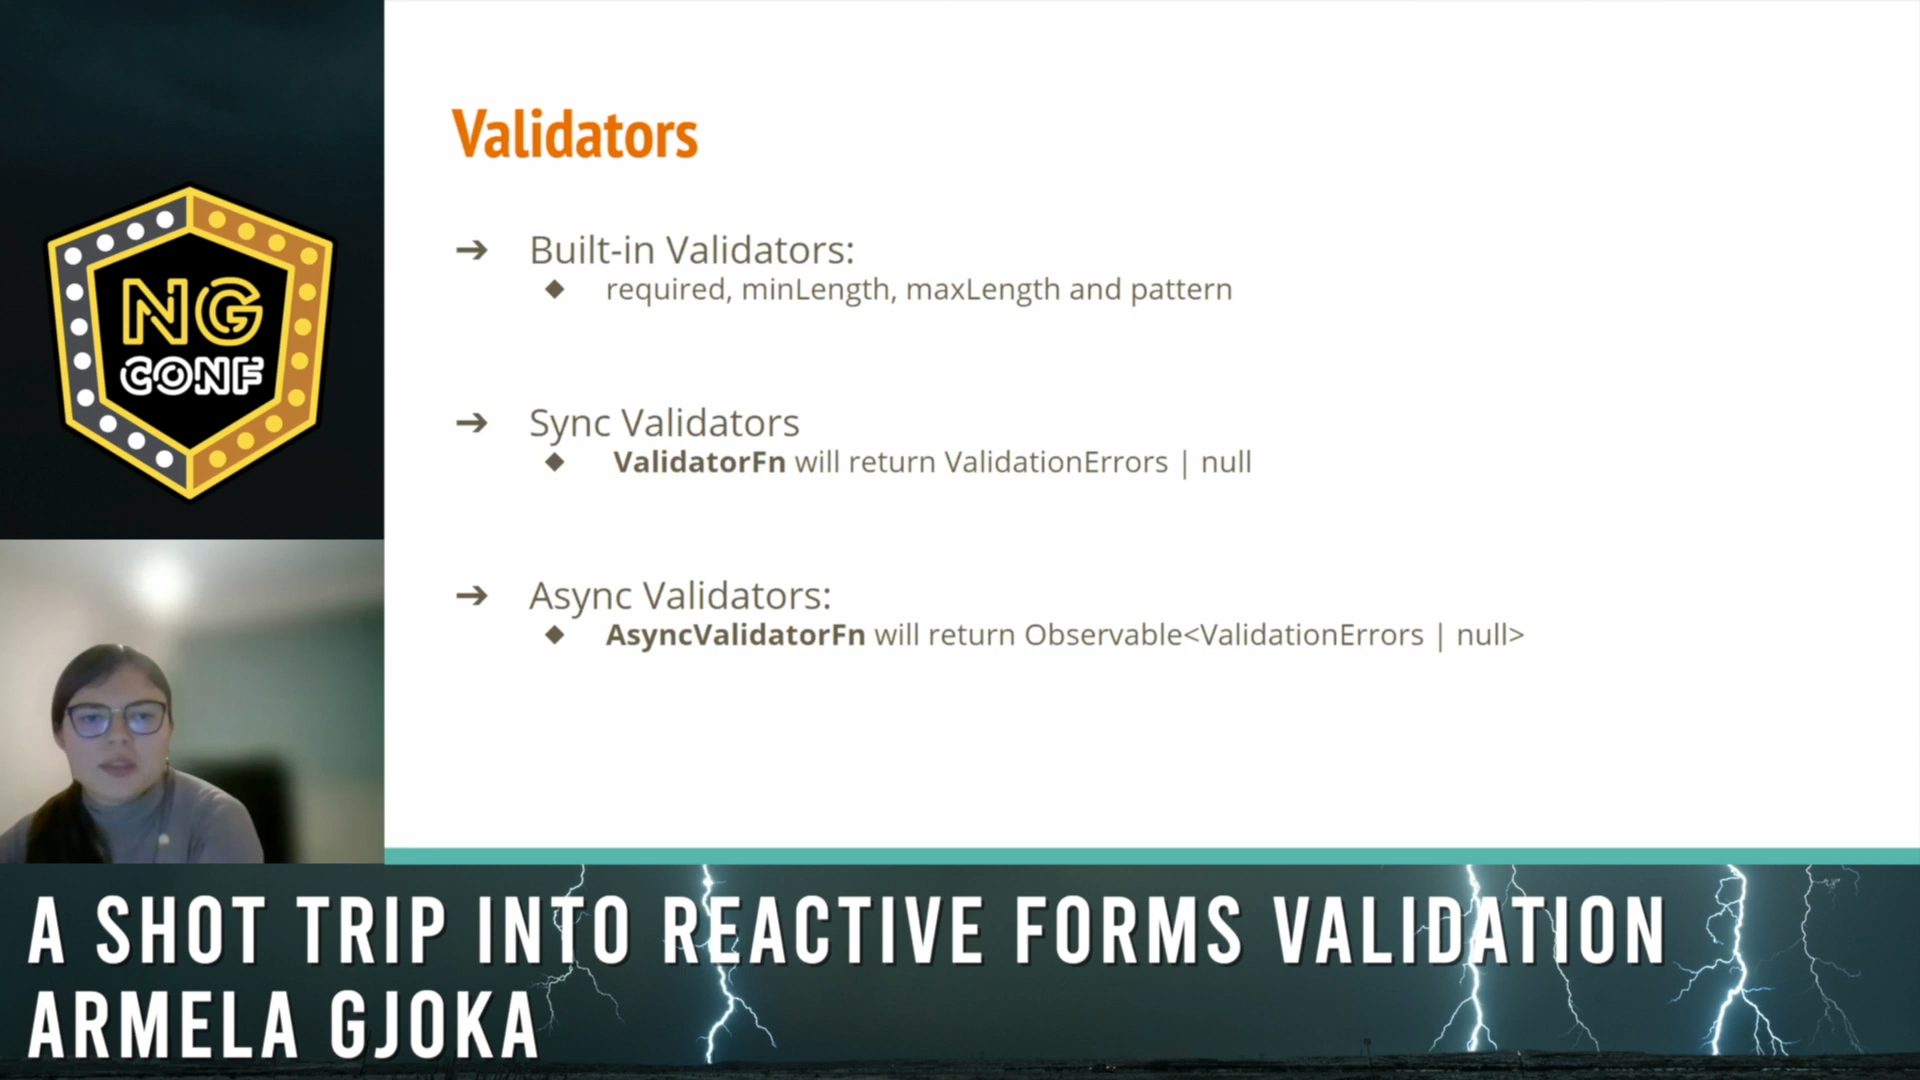 Validators
➔ Built-in Validators:
◆ required, minLength, maxLength and pattern
➔ Sync Validators
◆ ValidatorFn will return ValidationErrors | null
➔ Async Validators:
◆ AsyncValidatorFn will return Observable<ValidationErrors | null>
NG
CONF
A SHOT TRIP INTO REACTIVE FORMS VALIDATION
ARMELA GJOKA